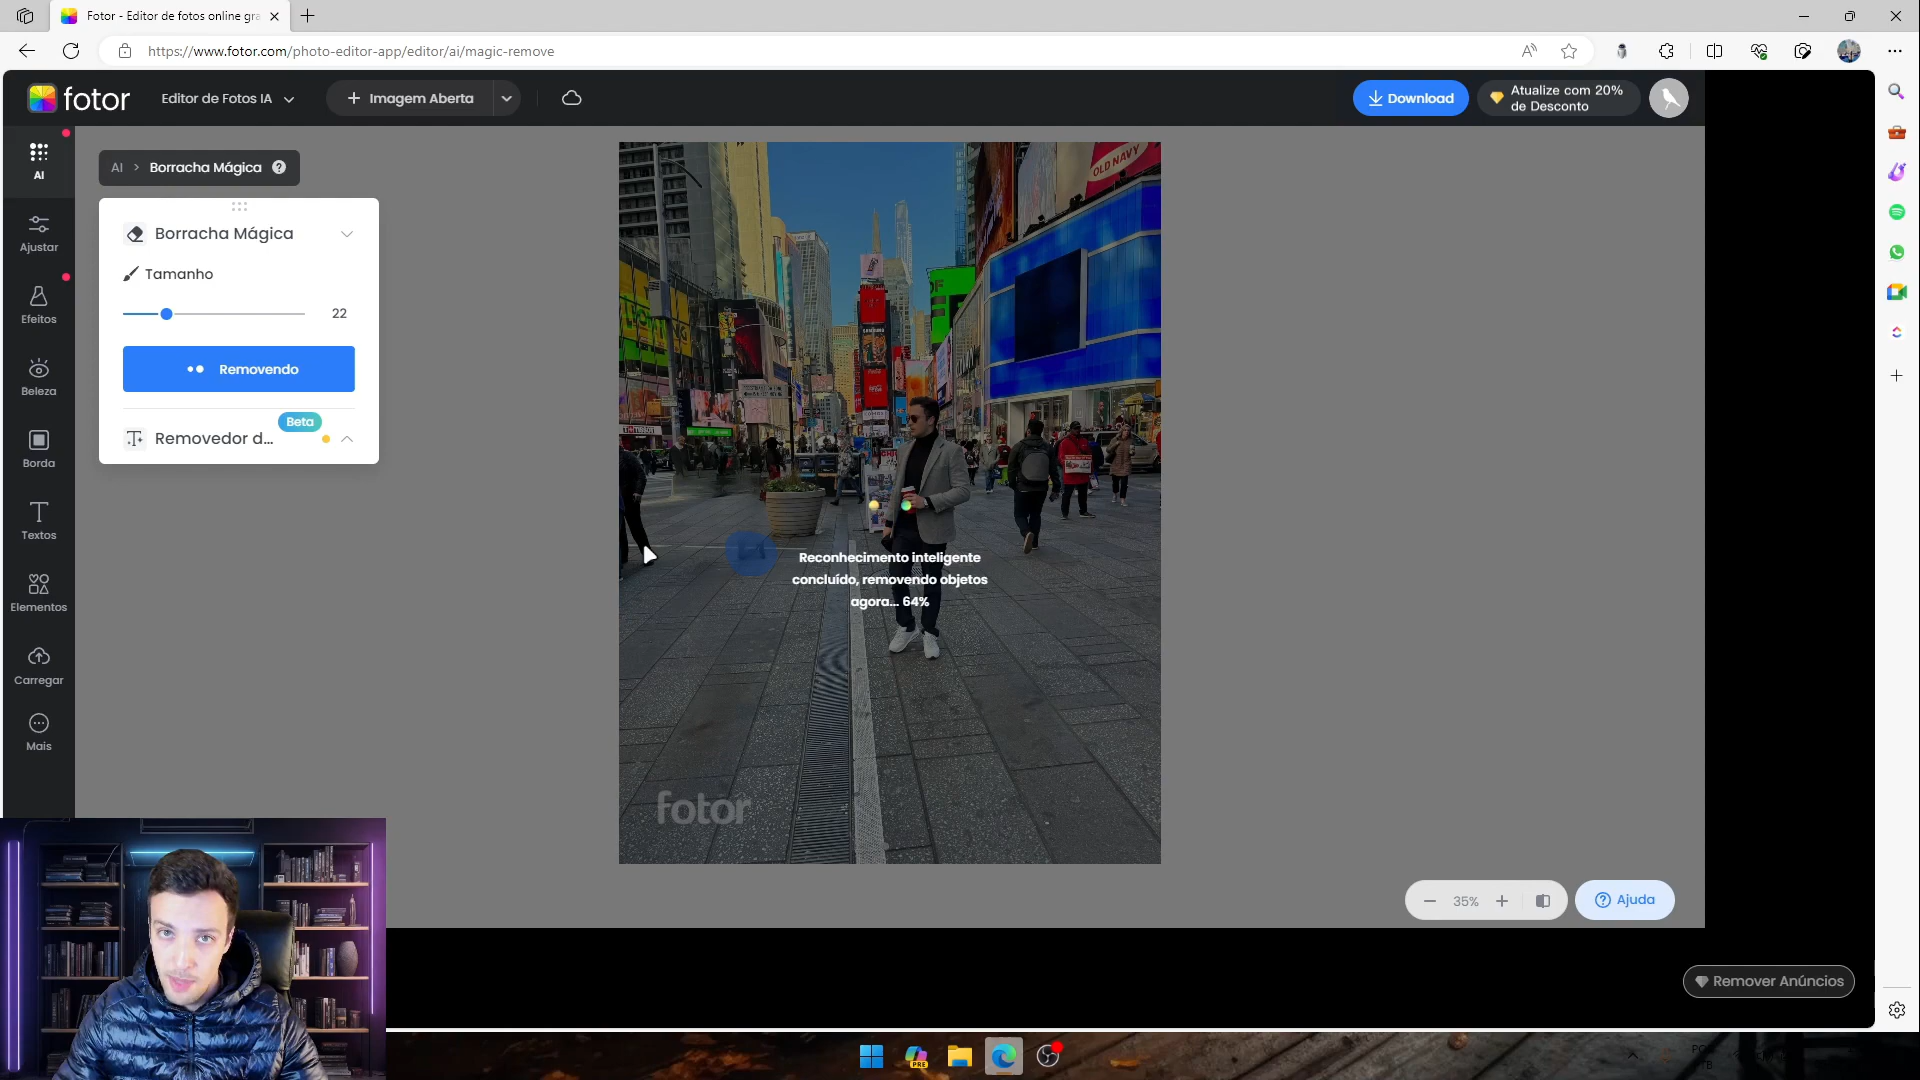 Fotor - Editor de fotos online gra
https://www.fotor.com/photo-editor-app/editor/ai/magic-remove
fotor
Editor de Fotos IA
Imagem Aberta
Download
Atualize com 20%
de Desconto
AI
Ajustar
Efeitos
Beleza
Borda
Textos
Elementos
Carregar
Mais
AI > Borracha Mágica
Borracha Mágica
Tamanho
22
Removendo
Beta
Removedor d...
OLD NAVY
Reconhecimento inteligente
concluído, removendo objetos
agora... 64%
fotor
35%
Ajuda
Remover Anúncios
PRE